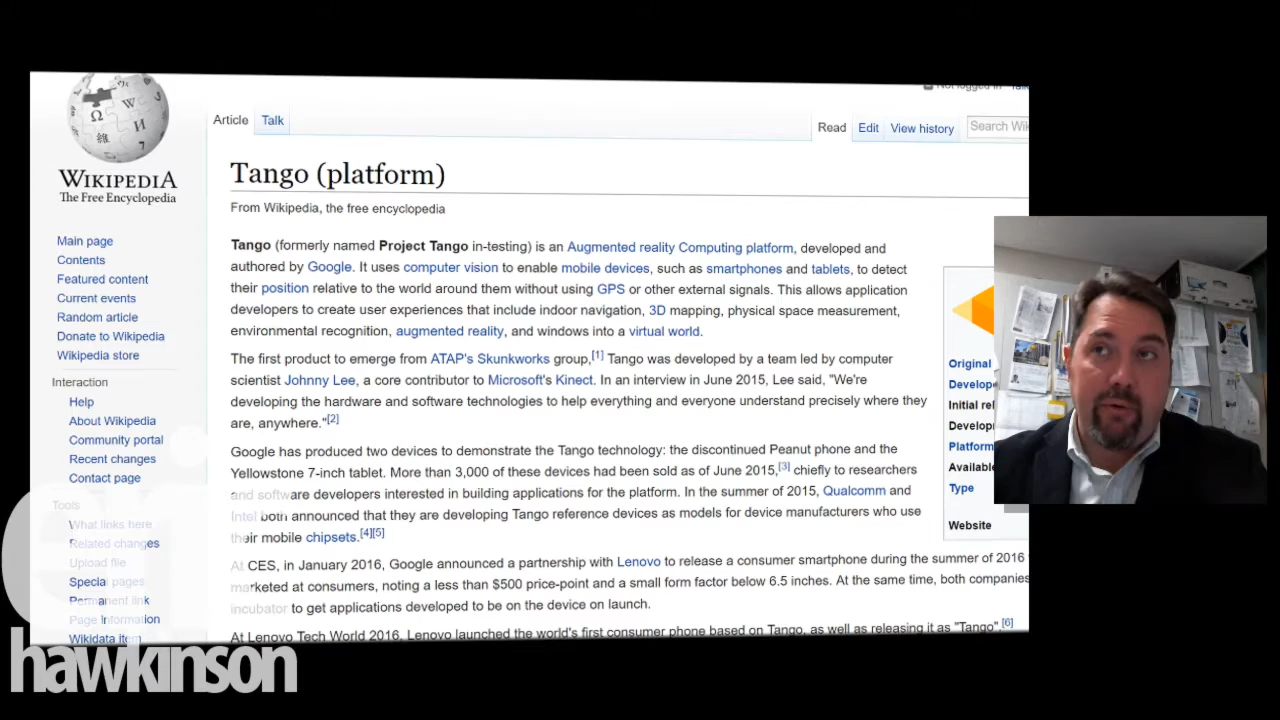 Not logged in Talk
Article Talk Read Edit View history Search Wiki
WIKIPEDIA
The Free Encyclopedia
Tango (platform)
From Wikipedia, the free encyclopedia
Main page
Contents
Featured content
Current events
Random article
Donate to Wikipedia
Wikipedia store
Interaction
Help
About Wikipedia
Community portal
Recent changes
Contact page
Tools
What links here
Related changes
Upload file
Special pages
Permanent link
Page information
Wikidata item
Tango (formerly named Project Tango in-testing) is an Augmented reality Computing platform, developed and
authored by Google. It uses computer vision to enable mobile devices, such as smartphones and tablets, to detect
their position relative to the world around them without using GPS or other external signals. This allows application
developers to create user experiences that include indoor navigation, 3D mapping, physical space measurement,
environmental recognition, augmented reality, and windows into a virtual world.
The first product to emerge from ATAP's Skunkworks group,[1] Tango was developed by a team led by computer
scientist Johnny Lee, a core contributor to Microsoft's Kinect. In an interview in June 2015, Lee said, "We're
developing the hardware and software technologies to help everything and everyone understand precisely where they
are, anywhere."[2]
Google has produced two devices to demonstrate the Tango technology: the discontinued Peanut phone and the
Yellowstone 7-inch tablet. More than 3,000 of these devices had been sold as of June 2015,[3] chiefly to researchers
and software developers interested in building applications for the platform. In the summer of 2015, Qualcomm and
Intel both announced that they are developing Tango reference devices as models for device manufacturers who use
their mobile chipsets.[4][5]
At CES, in January 2016, Google announced a partnership with Lenovo to release a consumer smartphone during the summer of 2016
marketed at consumers, noting a less than $500 price-point and a small form factor below 6.5 inches. At the same time, both companies
incubator to get applications developed to be on the device on launch.
At Lenovo Tech World 2016, Lenovo launched the world's first consumer phone based on Tango, as well as releasing it as "Tango".[6]
Original
Develope
Initial rel
Develop
Platform
Available
Type
Website
hawkinson